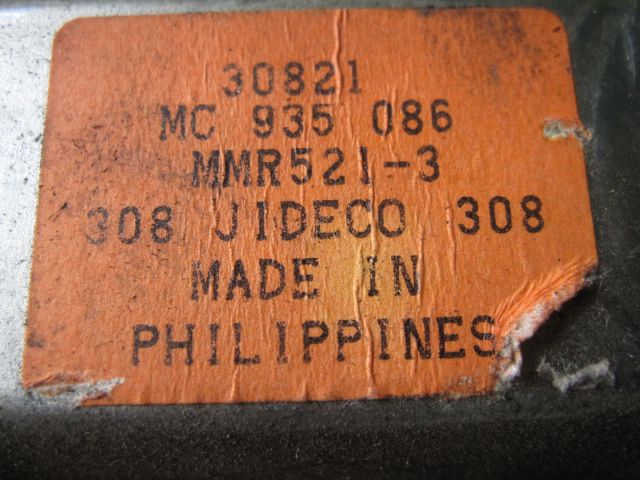 30821
MC 935 086
MMR521-3
308 JIDECO 308
MADE IN
PHILIPPINES